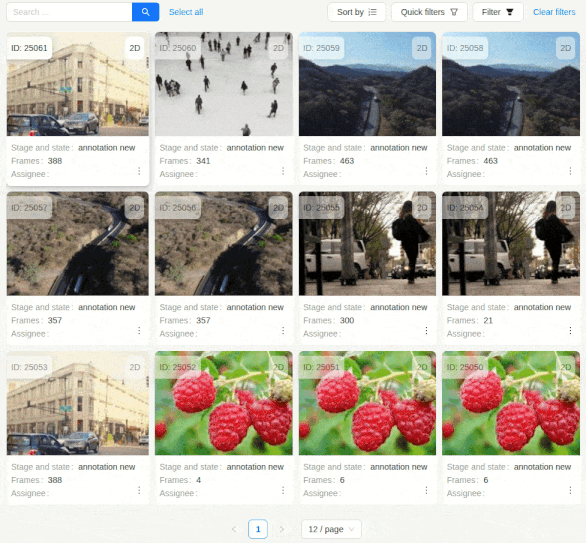 Search ...
Select all
Sort by
Quick filters
Filter
Clear filters
ID: 25061 2D
ID: 25060 2D
ID: 25059 2D
ID: 25058 2D
Stage and state: annotation new
Frames: 388
Assignee:
Stage and state: annotation new
Frames: 341
Assignee:
Stage and state: annotation new
Frames: 463
Assignee:
Stage and state: annotation new
Frames: 463
Assignee:
ID: 25057 2D
ID: 25056 2D
ID: 25055 2D
ID: 25054 2D
Stage and state: annotation new
Frames: 357
Assignee:
Stage and state: annotation new
Frames: 357
Assignee:
Stage and state: annotation new
Frames: 300
Assignee:
Stage and state: annotation new
Frames: 21
Assignee:
ID: 25053 2D
ID: 25052 2D
ID: 25051 2D
ID: 25050 2D
Stage and state: annotation new
Frames: 388
Assignee:
Stage and state: annotation new
Frames: 4
Assignee:
Stage and state: annotation new
Frames: 6
Assignee:
Stage and state: annotation new
Frames: 6
Assignee:
1
12 / page